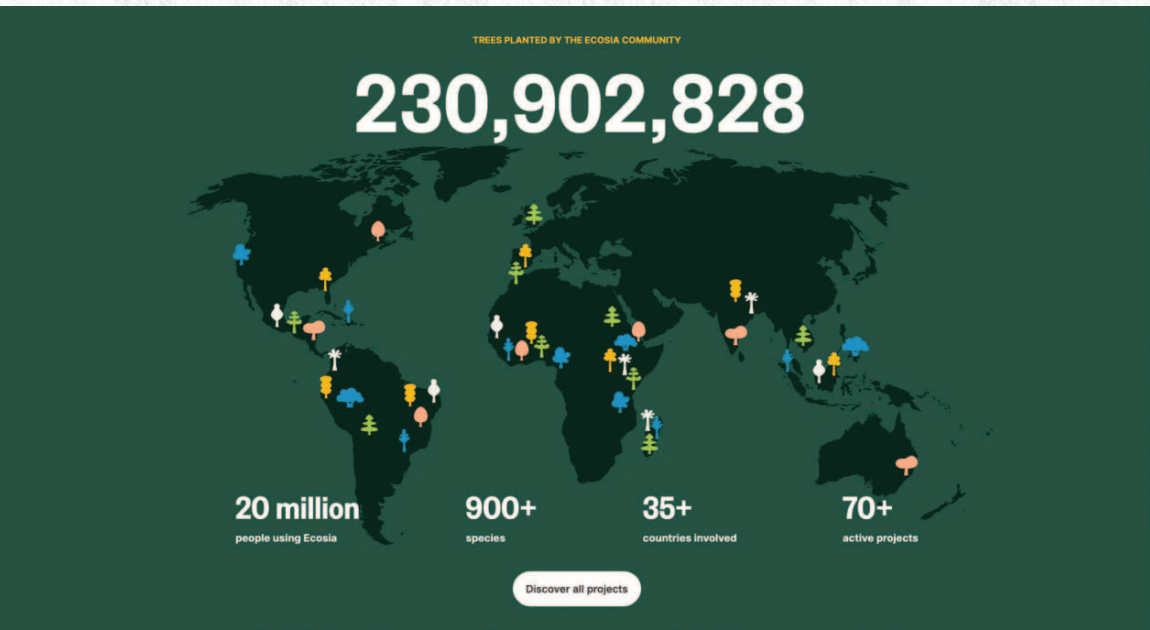 TREES PLANTED BY THE ECOSIA COMMUNITY
230,902,828
20 million
people using Ecosia
900+
species
35+
countries involved
70+
active projects
Discover all projects